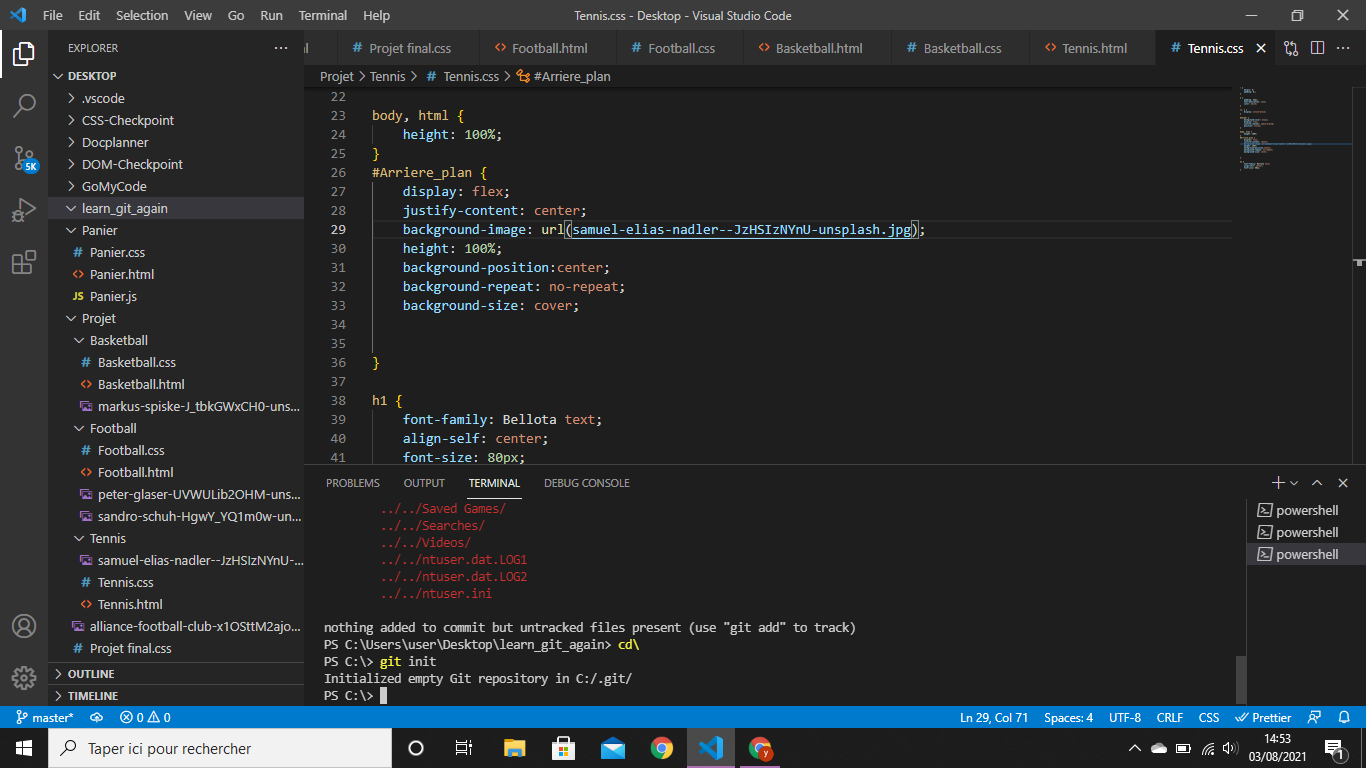 File Edit Selection View Go Run Terminal Help Tennis.css - Desktop - Visual Studio Code
EXPLORER
DESKTOP
.vscode
CSS-Checkpoint
Docplanner
DOM-Checkpoint
GoMyCode
learn_git_again
Panier
# Panier.css
<> Panier.html
JS Panier.js
Projet
Basketball
# Basketball.css
<> Basketball.html
markus-spiske-J_tbkGWxCH0-uns...
Football
# Football.css
<> Football.html
peter-glaser-UVWULib2OHM-uns...
sandro-schuh-HgwY_YQ1m0w-un...
Tennis
samuel-elias-nadler--JzHSIzNYnU-...
# Tennis.css
<> Tennis.html
alliance-football-club-x1OSttM2ajo...
# Projet final.css
OUTLINE
TIMELINE
5K
# Projet final.css <> Football.html # Football.css <> Basketball.html # Basketball.css <> Tennis.html # Tennis.css
Projet > Tennis > # Tennis.css > #Arriere_plan
22
23 body, html {
24 height: 100%;
25 }
26 #Arriere_plan {
27 display: flex;
28 justify-content: center;
29 background-image: url(samuel-elias-nadler--JzHSIzNYnU-unsplash.jpg);
30 height: 100%;
31 background-position:center;
32 background-repeat: no-repeat;
33 background-size: cover;
34
35
36 }
37
38 h1 {
39 font-family: Bellota text;
40 align-self: center;
41 font-size: 80px;
PROBLEMS OUTPUT TERMINAL DEBUG CONSOLE
../../Saved Games/
../../Searches/
../../Videos/
../../ntuser.dat.LOG1
../../ntuser.dat.LOG2
../../ntuser.ini
nothing added to commit but untracked files present (use "git add" to track)
PS C:\Users\user\Desktop\learn_git_again> cd\
PS C:\> git init
Initialized empty Git repository in C:/.git/
PS C:\>
powershell
powershell
powershell
master* 0 0 Ln 29, Col 71 Spaces: 4 UTF-8 CRLF CSS Prettier
Taper ici pour rechercher
14:53
03/08/2021
1